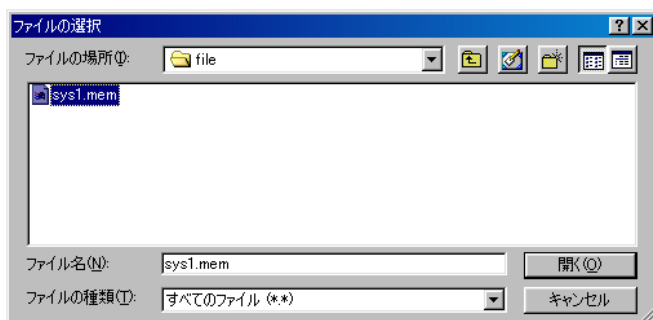 ファイルの選択
ファイルの場所(I): file
sys1.mem
ファイル名(N): sys1.mem 開く(O)
ファイルの種類(T): すべてのファイル (*.*) キャンセル